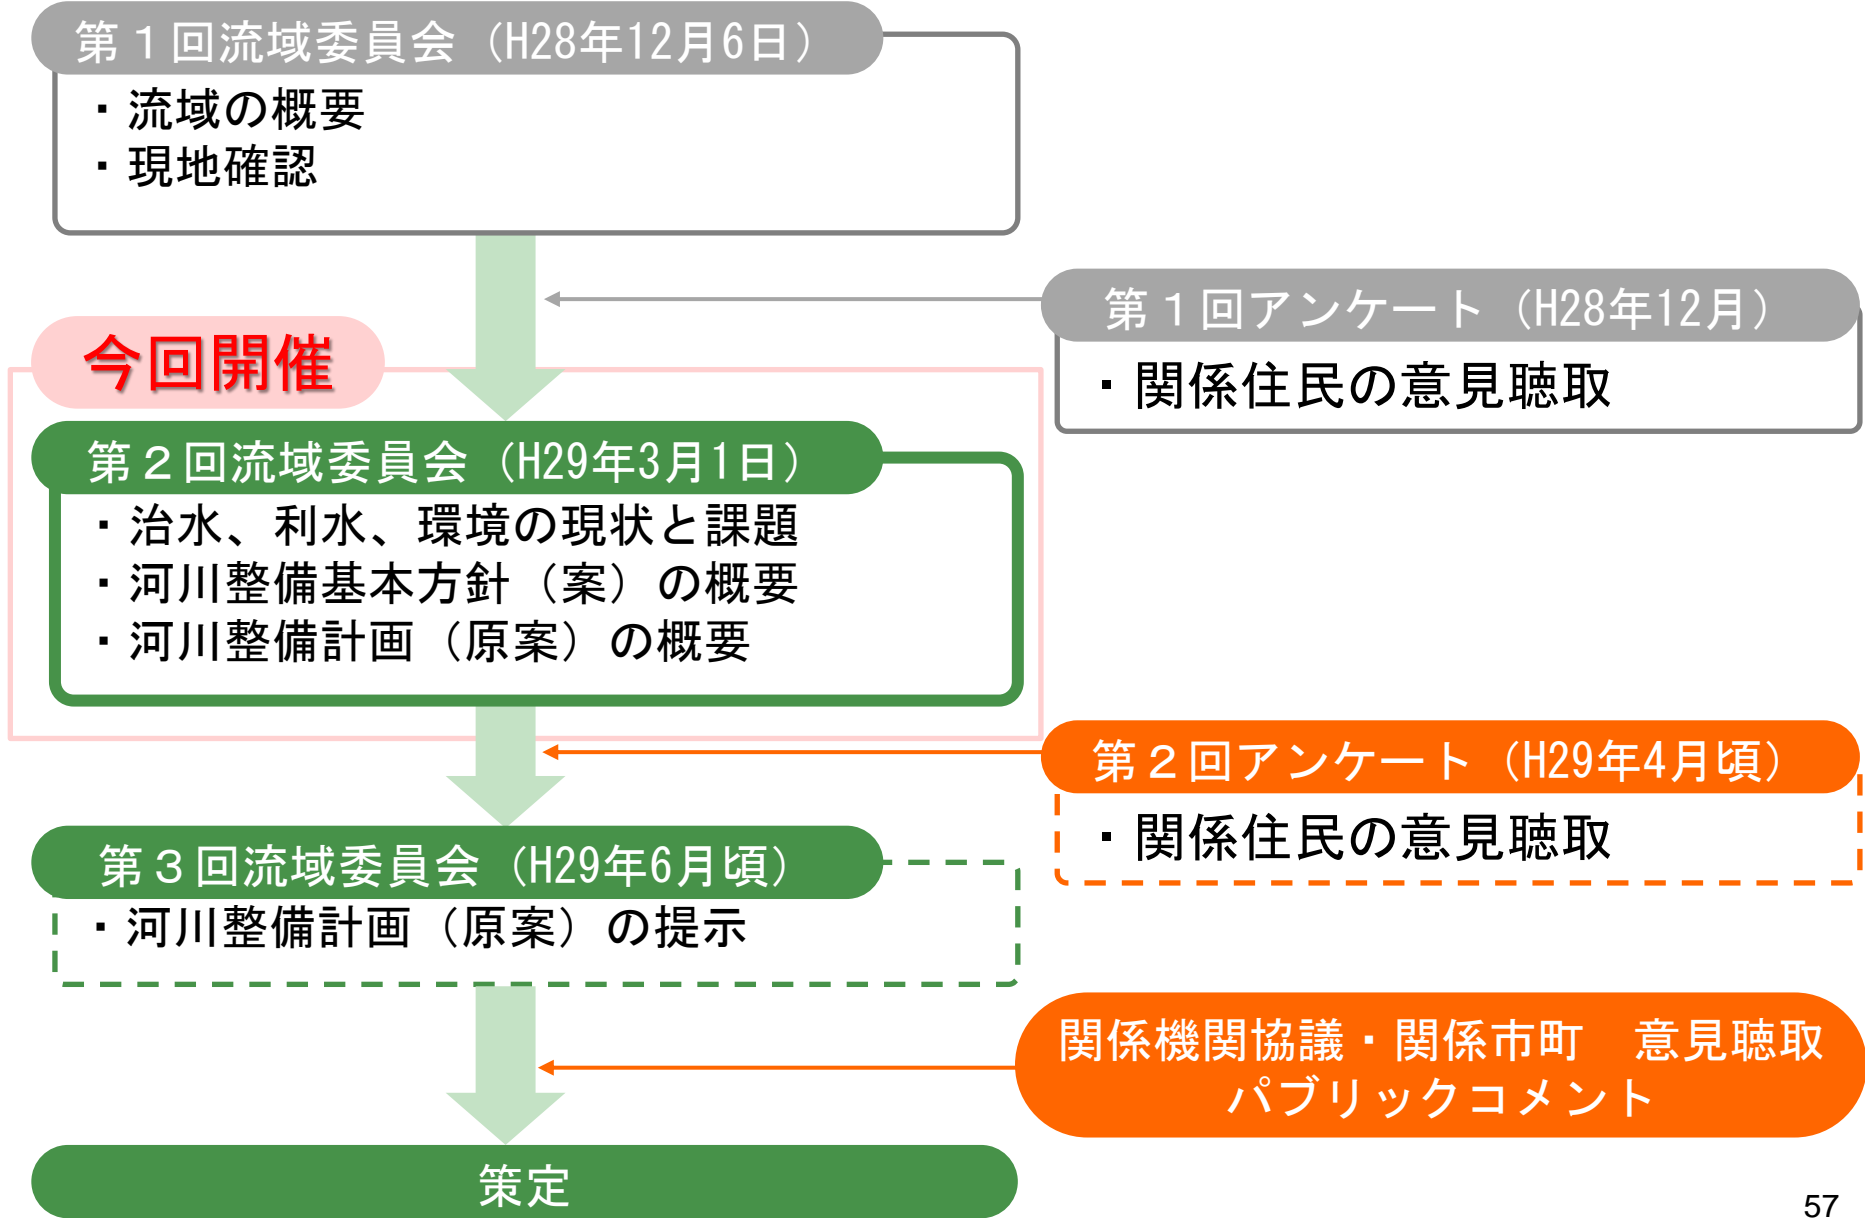 第１回流域委員会（H28年12月6日）
・流域の概要
・現地確認
第１回アンケート（H28年12月）
・関係住民の意見聴取
今回開催
第２回流域委員会（H29年3月1日）
・治水、利水、環境の現状と課題
・河川整備基本方針（案）の概要
・河川整備計画（原案）の概要
第２回アンケート（H29年4月頃）
・関係住民の意見聴取
第３回流域委員会（H29年6月頃）
・河川整備計画（原案）の提示
関係機関協議・関係市町　意見聴取
パブリックコメント
策定
57